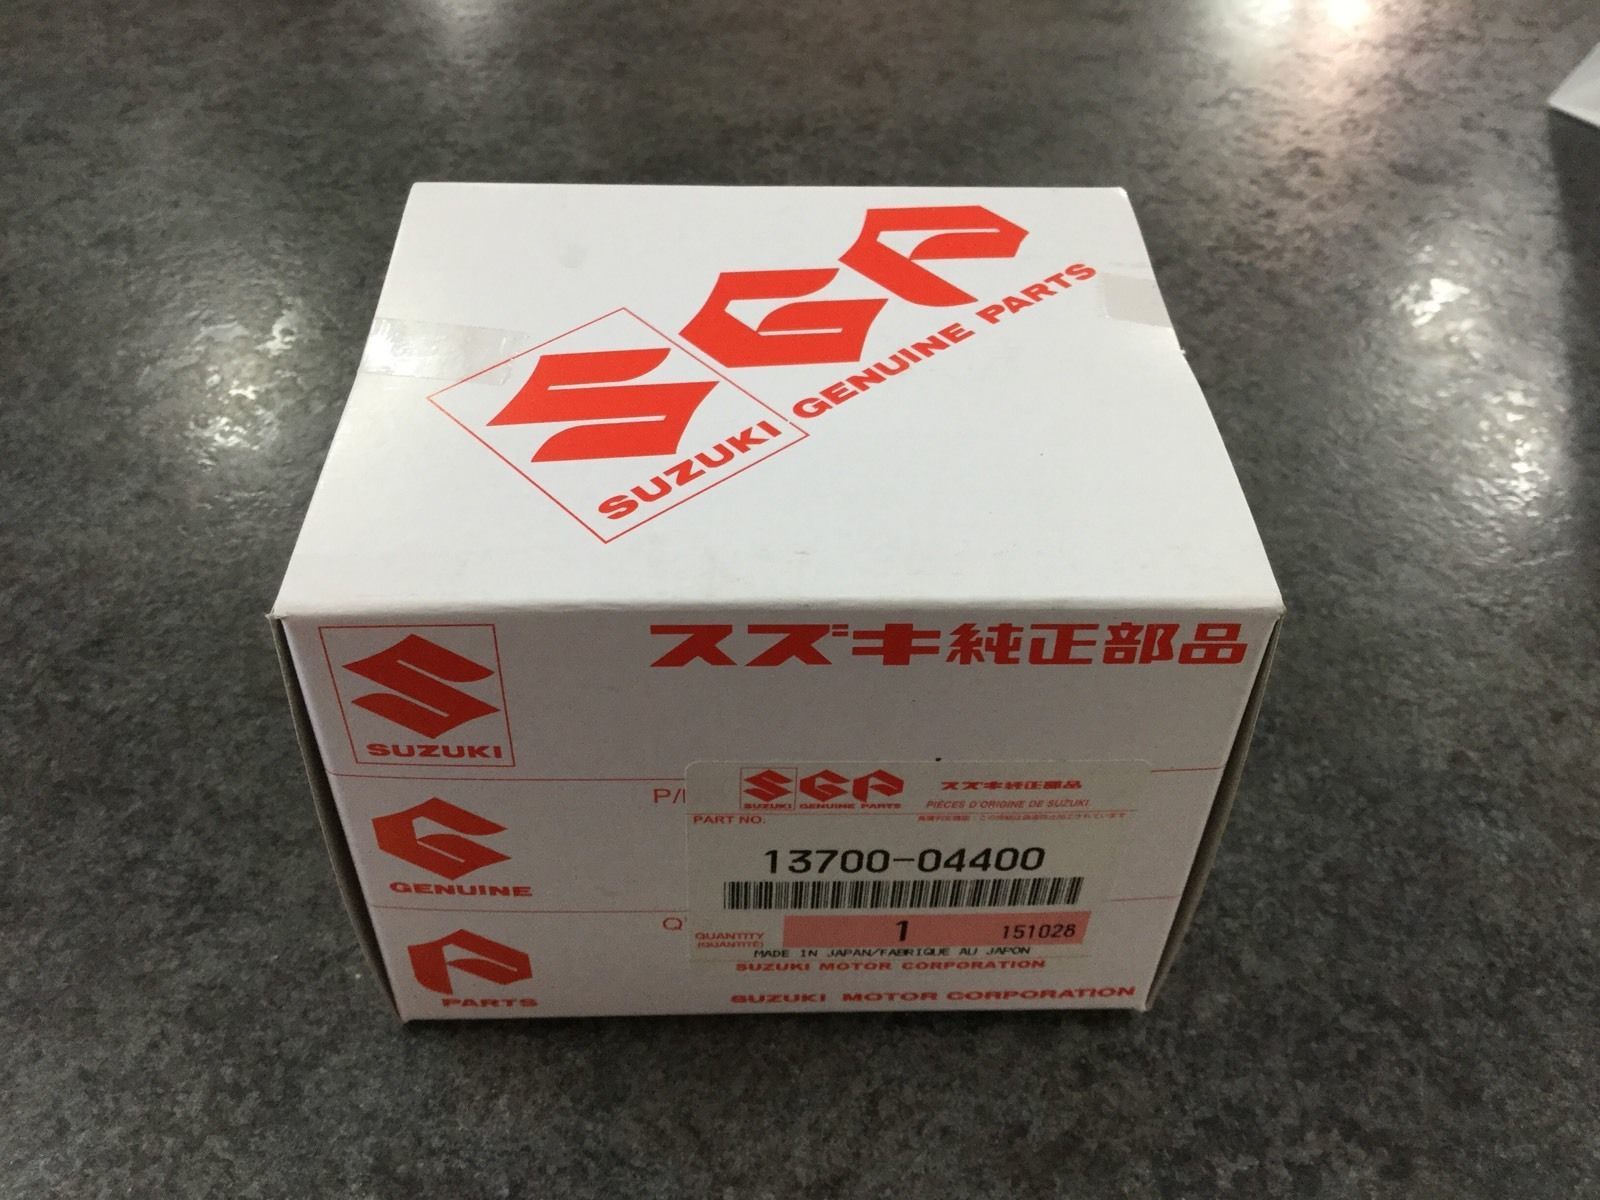 SGP
SUZUKI GENUINE PARTS
スズキ純正部品
SUZUKI
GENUINE
PARTS
P/
Q
SGP スズキ純正部品
SUZUKI GENUINE PARTS PIÈCES D'ORIGINE DE SUZUKI
PART NO.
13700-04400
QUANTITY 1 151028
(QUANTITÉ)
MADE IN JAPAN/FABRIQUE AU JAPON
SUZUKI MOTOR CORPORATION
SUZUKI MOTOR CORPORATION